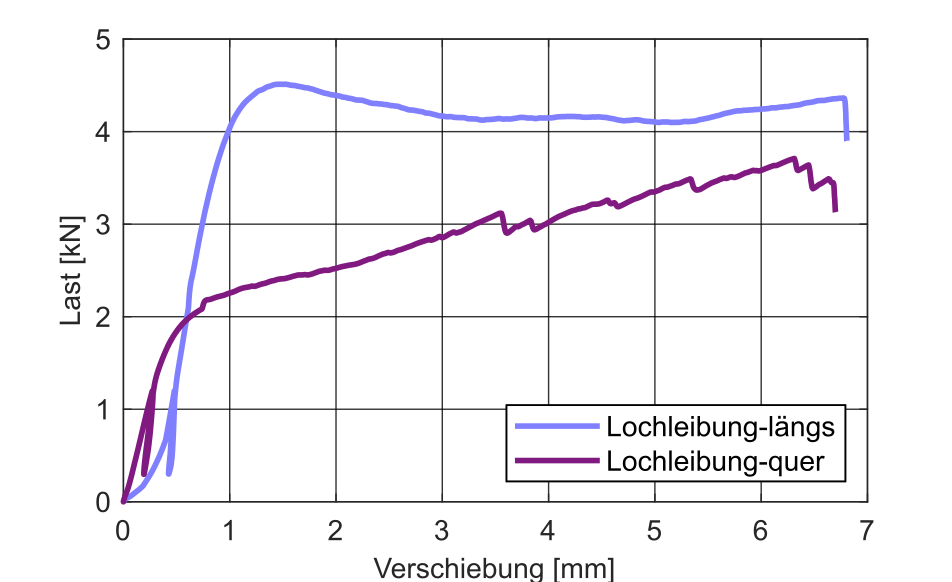 5
4
3
2
1
0
Last [kN]
Lochleibung-längs
Lochleibung-quer
0 1 2 3 4 5 6 7
Verschiebung [mm]